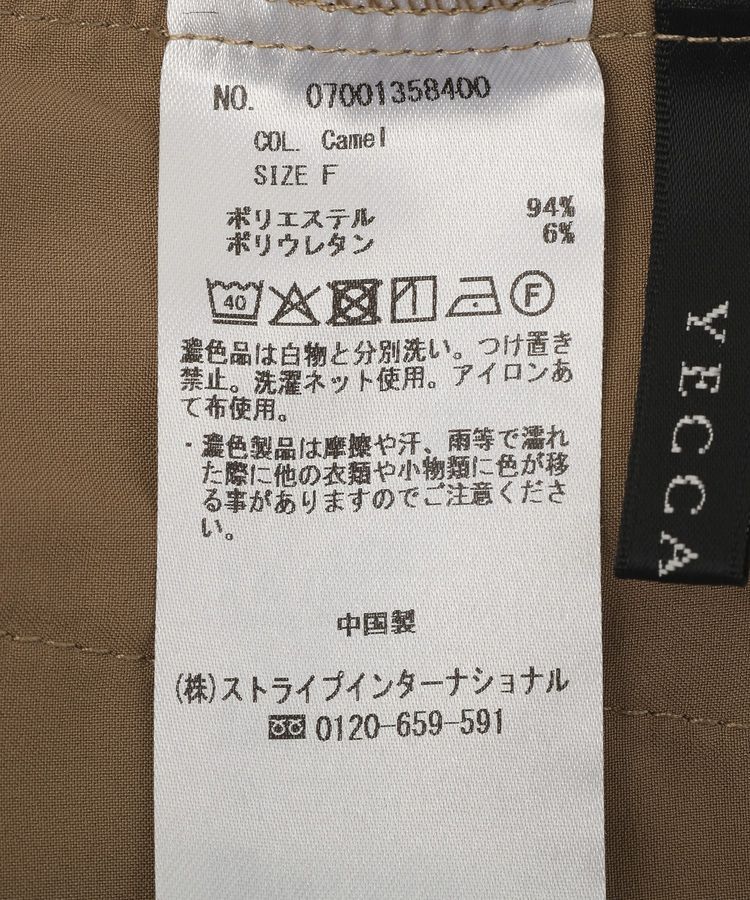 NO. 07001358400
COL. Camel
SIZE F
ポリエステル 94%
ポリウレタン 6%
40 F
濃色品は白物と分別洗い。つけ置き
禁止。洗濯ネット使用。アイロンあ
て布使用。
・濃色製品は摩擦や汗、雨等で濡れ
た際に他の衣類や小物類に色が移
る事がありますのでご注意くださ
い。
中国製
(株)ストライプインターナショナル
0120-659-591
YECCA